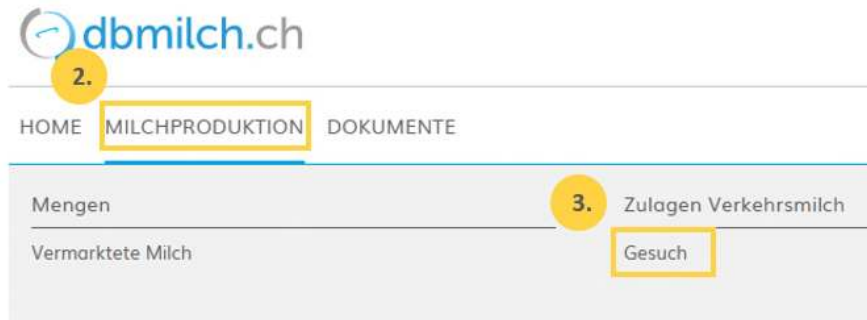 dbmilch.ch
2.
HOME MILCHPRODUKTION DOKUMENTE
Mengen 3. Zulagen Verkehrsmilch
Vermarktete Milch Gesuch